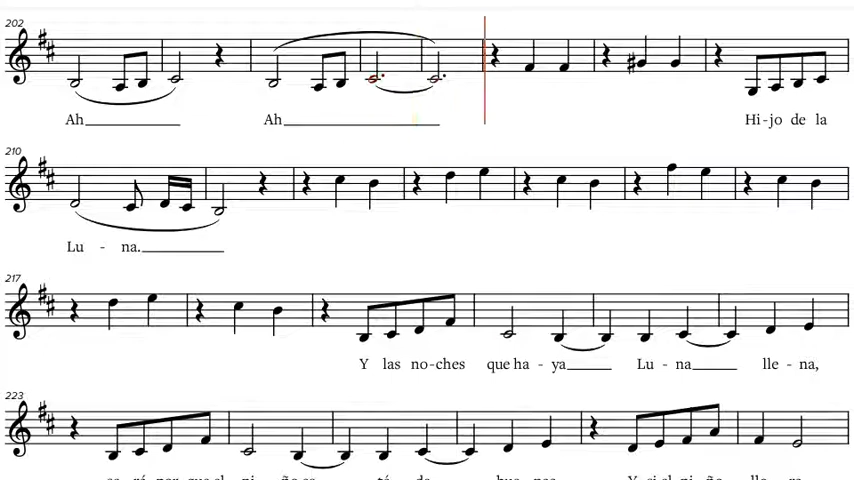 202
Ah Ah Hi-jo de la
210
Lu - na.
217
Y las no-ches que ha - ya Lu - na lle - na,
223